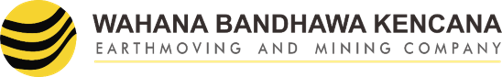 WAHANA BANDHAWA KENCANA
EARTHMOVING AND MINING COMPANY